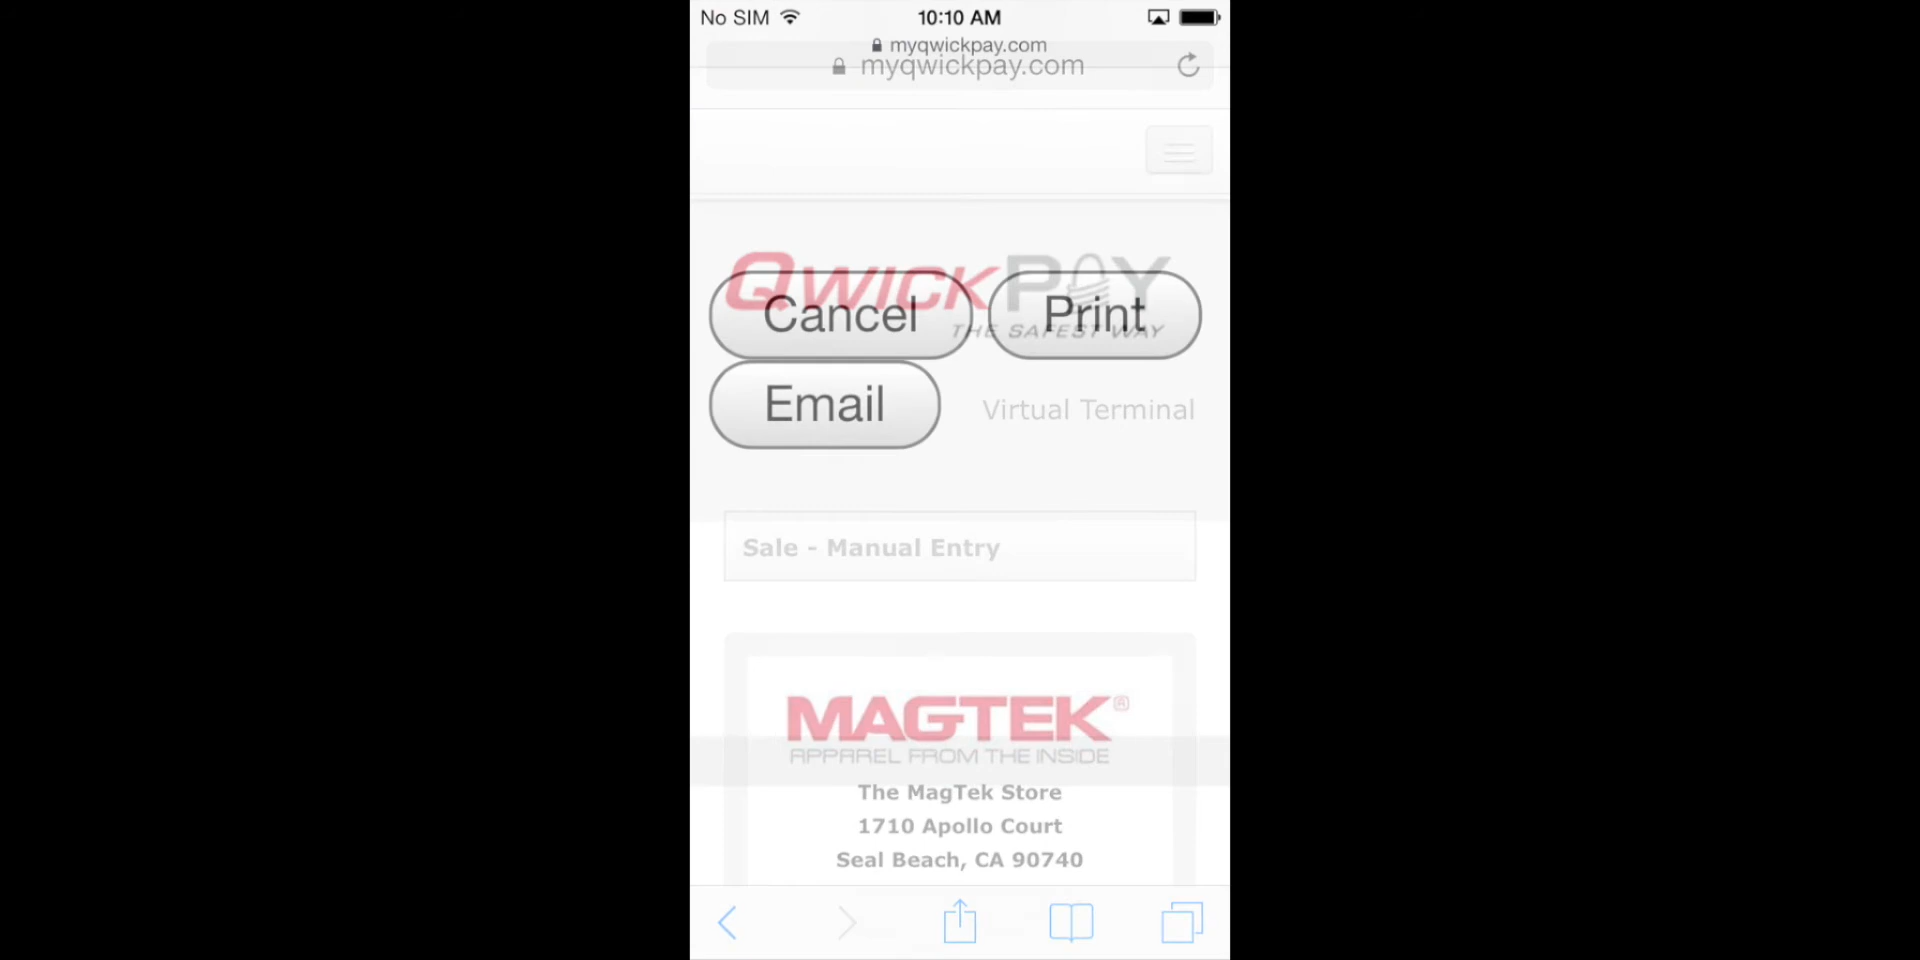 No SIM 10:10 AM
myqwickpay.com
myqwickpay.com
QWICKPAY
THE SAFEST WAY
Cancel Print
Email
Virtual Terminal
Sale - Manual Entry
MAGTEK®
APPAREL FROM THE INSIDE
The MagTek Store
1710 Apollo Court
Seal Beach, CA 90740